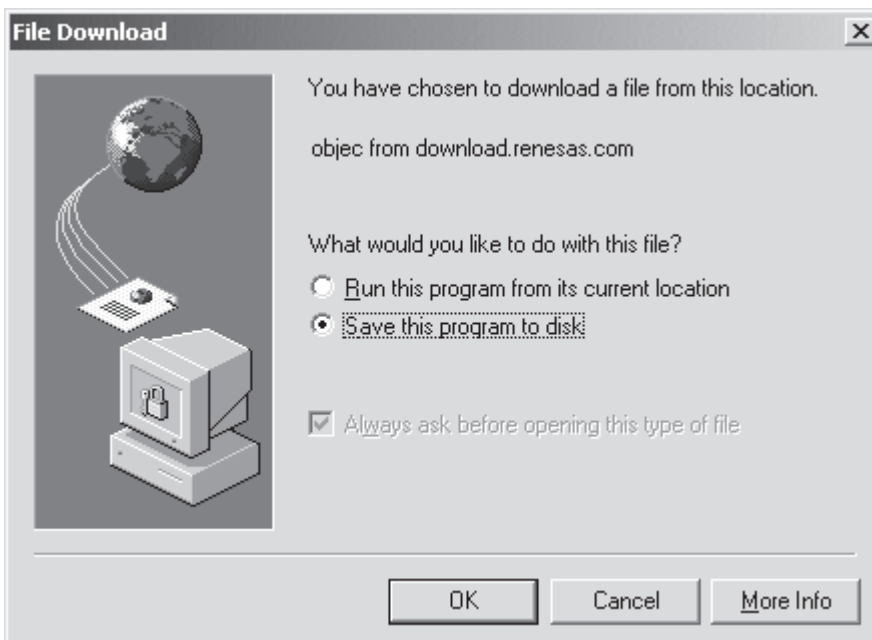 File Download
You have chosen to download a file from this location.
objec from download.renesas.com
What would you like to do with this file?
Run this program from its current location
Save this program to disk
Always ask before opening this type of file
OK
Cancel
More Info